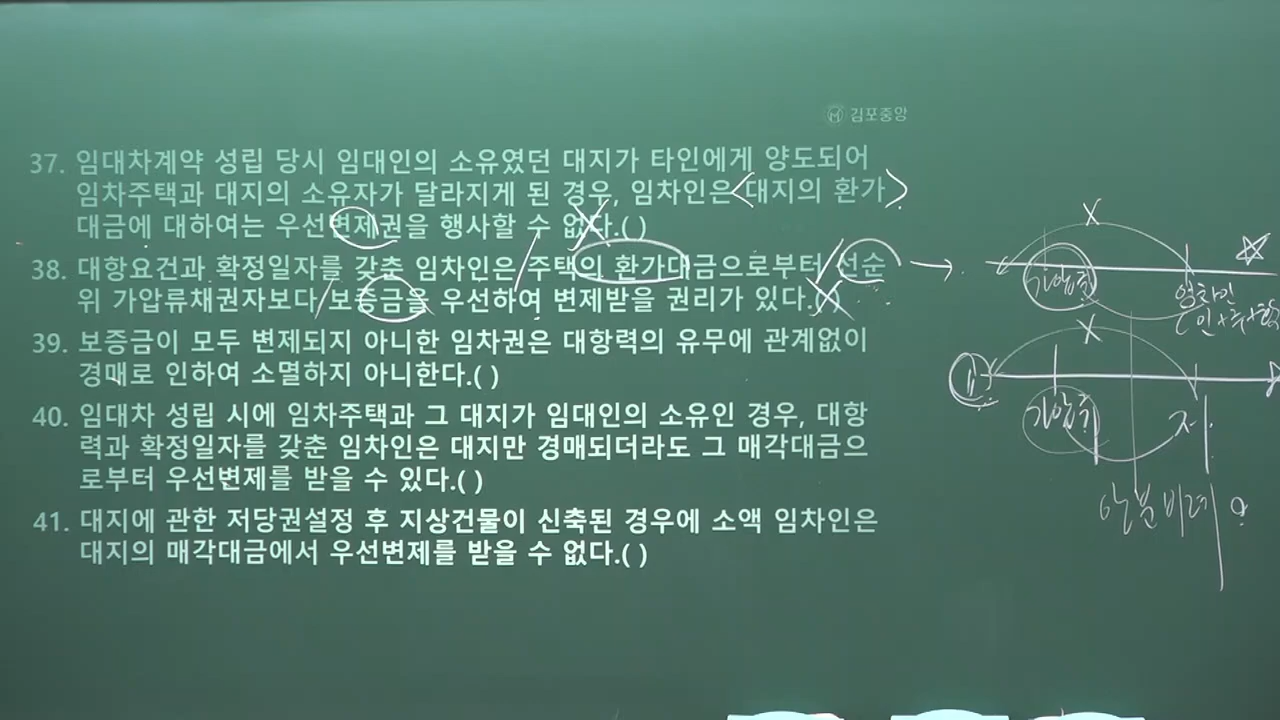 김포중앙
37. 임대차계약 성립 당시 임대인의 소유였던 대지가 타인에게 양도되어
임차주택과 대지의 소유자가 달라지게 된 경우, 임차인은 <대지의 환가>
대금에 대하여는 우선변제권을 행사할 수 없다.( )
38. 대항요건과 확정일자를 갖춘 임차인은 주택의 환가대금으로부터 선순
위 가압류채권자보다 보증금을 우선하여 변제받을 권리가 있다.(X)
39. 보증금이 모두 변제되지 아니한 임차권은 대항력의 유무에 관계없이
경매로 인하여 소멸하지 아니한다.( )
40. 임대차 성립 시에 임차주택과 그 대지가 임대인의 소유인 경우, 대항
력과 확정일자를 갖춘 임차인은 대지만 경매되더라도 그 매각대금으
로부터 우선변제를 받을 수 있다.( )
41. 대지에 관한 저당권설정 후 지상건물이 신축된 경우에 소액 임차인은
대지의 매각대금에서 우선변제를 받을 수 없다.( )
X
가압류
임차인
X
가압류
저
안분비례